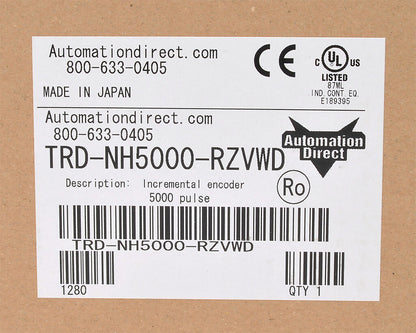 Automationdirect.com
800-633-0405
CE
c UL US
LISTED
87ML
IND. CONT. EQ.
E189395
MADE IN JAPAN
Automationdirect.com
800-633-0405
Automation
Direct
TRD-NH5000-RZVWD
Description: Incremental encoder
5000 pulse
Ro
TRD-NH5000-RZVWD
1280
QTY 1